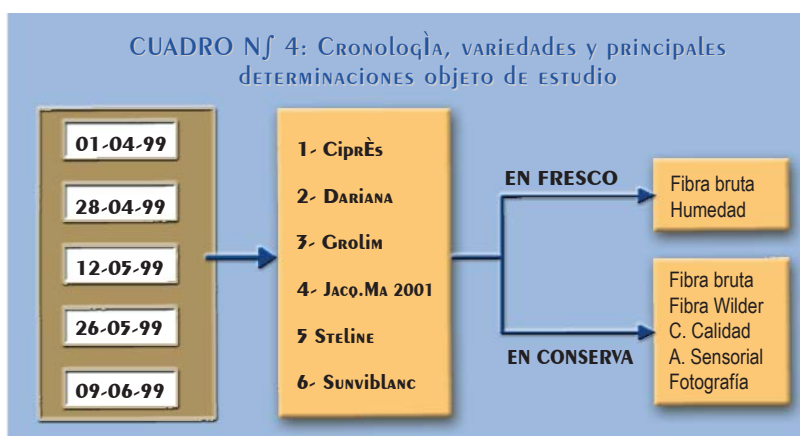 CUADRO N∫ 4: CronologÌa, variedades y principales
determinaciones objeto de estudio
01-04-99
28-04-99
12-05-99
26-05-99
09-06-99
1- CiprÈs
2- Dariana
3- Grolim
4- Jacq.Ma 2001
5 Steline
6- Sunviblanc
EN FRESCO
Fibra bruta
Humedad
EN CONSERVA
Fibra bruta
Fibra Wilder
C. Calidad
A. Sensorial
Fotografía